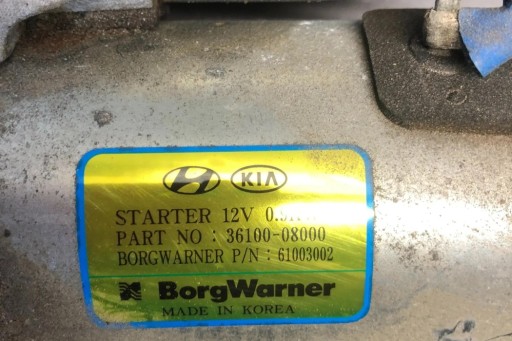 KIA
STARTER 12V
PART NO : 36100-08000
BORGWARNER P/N : 61003002
BorgWarner
MADE IN KOREA